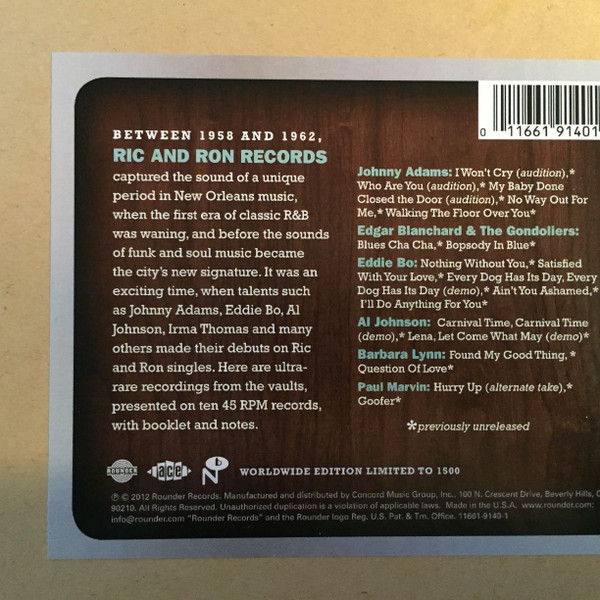 BETWEEN 1958 AND 1962,
RIC AND RON RECORDS
captured the sound of a unique
period in New Orleans music,
when the first era of classic R&B
was waning, and before the sounds
of funk and soul music became
the city's new signature. It was an
exciting time, when talents such
as Johnny Adams, Eddie Bo, Al
Johnson, Irma Thomas and many
others made their debuts on Ric
and Ron singles. Here are ultra-
rare recordings from the vaults,
presented on ten 45 RPM records,
with booklet and notes.
0 11661 91401
Johnny Adams: I Won't Cry (audition),*
Who Are You (audition),* My Baby Done
Closed the Door (audition),* No Way Out For
Me,* Walking The Floor Over You*
Edgar Blanchard & The Gondoliers:
Blues Cha Cha,* Bopsody In Blue*
Eddie Bo: Nothing Without You,* Satisfied
With Your Love,* Every Dog Has Its Day, Every
Dog Has Its Day (demo),* Ain't You Ashamed,*
I'll Do Anything For You*
Al Johnson: Carnival Time, Carnival Time
(demo),* Lena, Let Come What May (demo)*
Barbara Lynn: Found My Good Thing, *
Question Of Love*
Paul Marvin: Hurry Up (alternate take),*
Goofer*
*previously unreleased
ROUNDER ace N b WORLDWIDE EDITION LIMITED TO 1500
℗ © 2012 Rounder Records. Manufactured and distributed by Concord Music Group, Inc., 100 N. Crescent Drive, Beverly Hills, C
90210. All Rights Reserved. Unauthorized duplication is a violation of applicable laws. Made in the U.S.A. www.rounder.com;
info@rounder.com "Rounder Records" and the Rounder logo Reg. U.S. Pat. & Tm. Office. 11661-9140-1